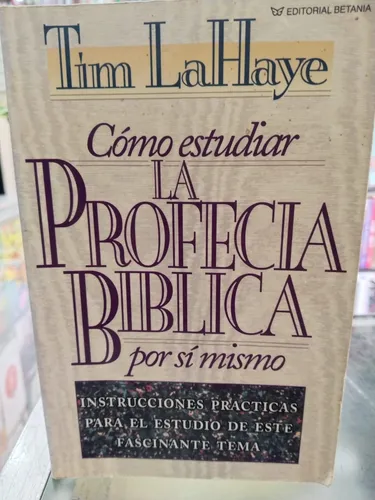 EDITORIAL BETANIA
Tim LaHaye
Cómo estudiar
LA
PROFECIA
BIBLICA
por sí mismo
INSTRUCCIONES PRACTICAS
PARA EL ESTUDIO DE ESTE
FASCINANTE TEMA